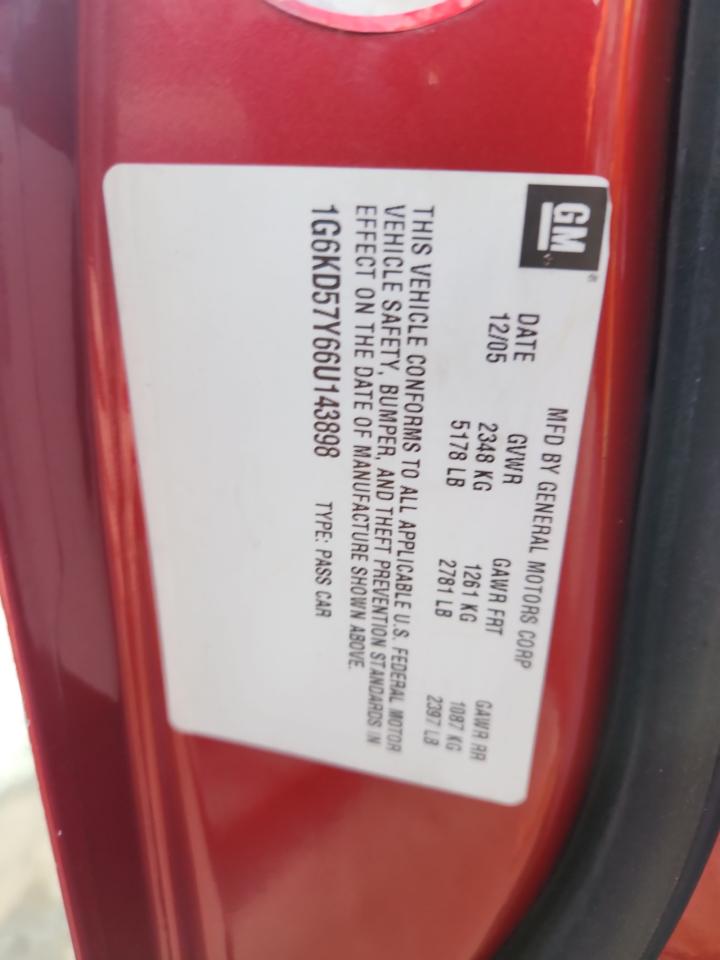 GM®
MFD BY GENERAL MOTORS CORP
DATE GVWR GAWR FRT GAWR RR
12/05 2348 KG 1261 KG 1087 KG
5178 LB 2781 LB 2397 LB
THIS VEHICLE CONFORMS TO ALL APPLICABLE U.S. FEDERAL MOTOR
VEHICLE SAFETY, BUMPER, AND THEFT PREVENTION STANDARDS IN
EFFECT ON THE DATE OF MANUFACTURE SHOWN ABOVE.
1G6KD57Y66U143898 TYPE: PASS CAR